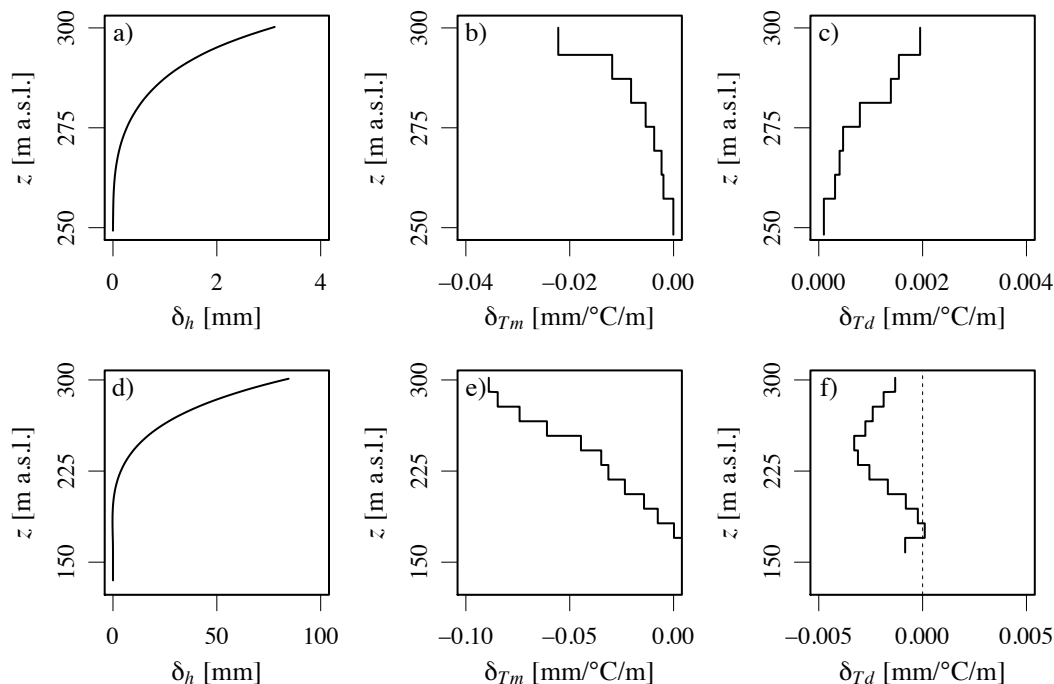 a)
z [m a.s.l.]
300
275
250
0 2 4
δh [mm]
b)
z [m a.s.l.]
300
275
250
−0.04 −0.02 0.00
δTm [mm/°C/m]
c)
z [m a.s.l.]
300
275
250
0.000 0.002 0.004
δTd [mm/°C/m]
d)
z [m a.s.l.]
300
225
150
0 50 100
δh [mm]
e)
z [m a.s.l.]
300
225
150
−0.10 −0.05 0.00
δTm [mm/°C/m]
f)
z [m a.s.l.]
300
225
150
−0.005 0.000 0.005
δTd [mm/°C/m]